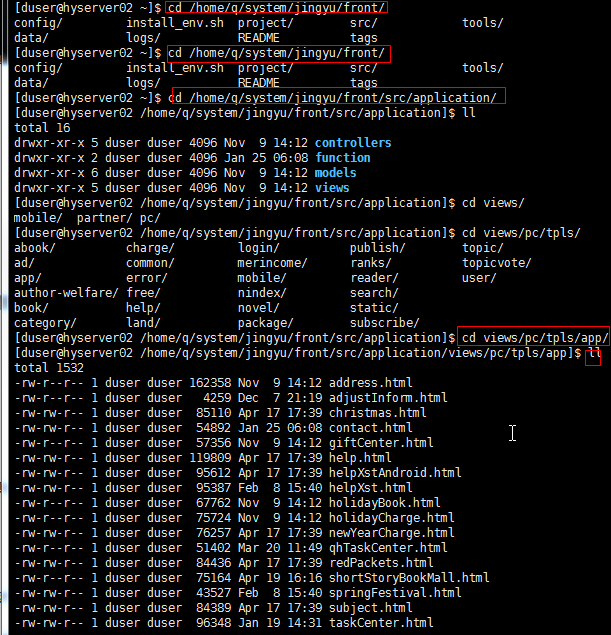 [duser@hyserver02 ~]$ cd /home/q/system/jingyu/front/
config/ install_env.sh project/ src/ tools/
data/ logs/ README tags
[duser@hyserver02 ~]$ cd /home/q/system/jingyu/front/
config/ install_env.sh project/ src/ tools/
data/ logs/ README tags
[duser@hyserver02 ~]$ cd /home/q/system/jingyu/front/src/application/
[duser@hyserver02 /home/q/system/jingyu/front/src/application]$ ll
total 16
drwxr-xr-x 5 duser duser 4096 Nov  9 14:12 controllers
drwxr-xr-x 2 duser duser 4096 Jan 25 06:08 function
drwxr-xr-x 6 duser duser 4096 Nov  9 14:12 models
drwxr-xr-x 5 duser duser 4096 Nov  9 14:12 views
[duser@hyserver02 /home/q/system/jingyu/front/src/application]$ cd views/
mobile/ partner/ pc/
[duser@hyserver02 /home/q/system/jingyu/front/src/application]$ cd views/pc/tpls/
abook/ charge/ login/ publish/ topic/
ad/ common/ merincome/ ranks/ topicvote/
app/ error/ mobile/ reader/ user/
author-welfare/ free/ nindex/ search/
book/ help/ novel/ static/
category/ land/ package/ subscribe/
[duser@hyserver02 /home/q/system/jingyu/front/src/application]$ cd views/pc/tpls/app/
[duser@hyserver02 /home/q/system/jingyu/front/src/application/views/pc/tpls/app]$ ll
total 1532
-rw-r--r-- 1 duser duser 162358 Nov  9 14:12 address.html
-rw-r--r-- 1 duser duser   4259 Dec  7 21:19 adjustInform.html
-rw-rw-r-- 1 duser duser  85110 Apr 17 17:39 christmas.html
-rw-rw-r-- 1 duser duser  54892 Jan 25 06:08 contact.html
-rw-rw-r-- 1 duser duser  57356 Nov  9 14:12 giftCenter.html
-rw-rw-r-- 1 duser duser 119809 Apr 17 17:39 help.html
-rw-rw-r-- 1 duser duser  95612 Apr 17 17:39 helpXstAndroid.html
-rw-rw-r-- 1 duser duser  95387 Feb  8 15:40 helpXst.html
-rw-rw-r-- 1 duser duser  67762 Nov  9 14:12 holidayBook.html
-rw-rw-r-- 1 duser duser  75724 Nov  9 14:12 holidayCharge.html
-rw-rw-r-- 1 duser duser  76257 Apr 17 17:39 newYearCharge.html
-rw-rw-r-- 1 duser duser  51402 Mar 20 11:49 qhTaskCenter.html
-rw-rw-r-- 1 duser duser  84436 Apr 17 17:39 redPackets.html
-rw-rw-r-- 1 duser duser  75164 Apr 19 16:16 shortStoryBookMall.html
-rw-rw-r-- 1 duser duser  43527 Feb  8 15:40 springFestival.html
-rw-rw-r-- 1 duser duser  84389 Apr 17 17:39 subject.html
-rw-rw-r-- 1 duser duser  96348 Jan 19 14:31 taskCenter.html